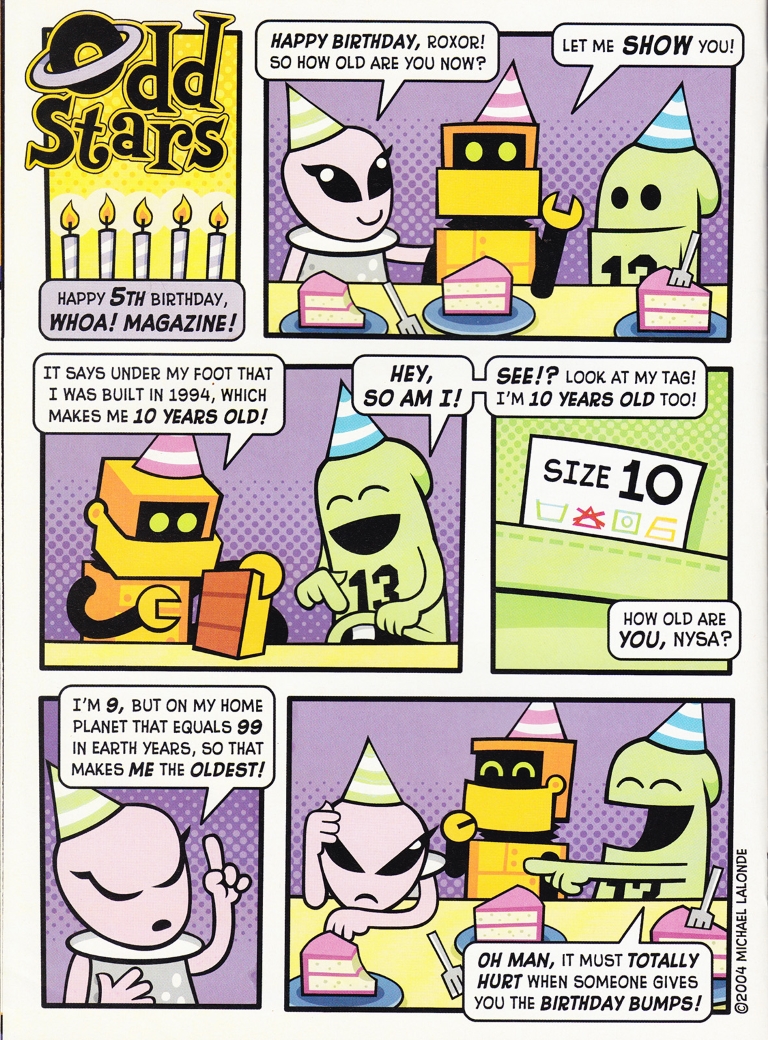 Odd
Stars
HAPPY 5TH BIRTHDAY,
WHOA! MAGAZINE!
HAPPY BIRTHDAY, ROXOR!
SO HOW OLD ARE YOU NOW?
LET ME SHOW YOU!
13
IT SAYS UNDER MY FOOT THAT
I WAS BUILT IN 1994, WHICH
MAKES ME 10 YEARS OLD!
HEY,
SO AM I!
13
SEE!? LOOK AT MY TAG!
I'M 10 YEARS OLD TOO!
SIZE 10
HOW OLD ARE
YOU, NYSA?
I'M 9, BUT ON MY HOME
PLANET THAT EQUALS 99
IN EARTH YEARS, SO THAT
MAKES ME THE OLDEST!
13
OH MAN, IT MUST TOTALLY
HURT WHEN SOMEONE GIVES
YOU THE BIRTHDAY BUMPS!
©2004 MICHAEL LALONDE